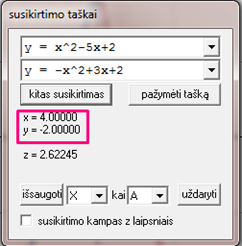 susikirtimo taškai
y = x^2-5x+2
y = -x^2+3x+2
kitas susikirtimas pažymėti tašką
x = 4.00000
y = -2.00000
z = 2.62245
išsaugoti X kai A uždaryti
susikirtimo kampas z laipsniais